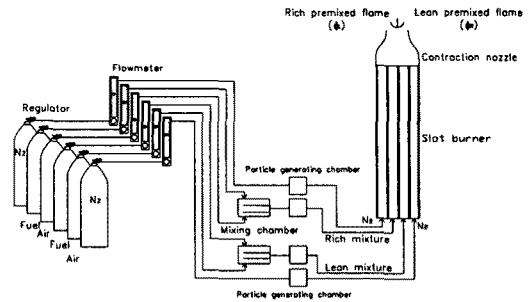 Rich premixed flame
Lean premixed flame
Contraction nozzle
Flowmeter
Regulator
Slot burner
N2
Particle generating chamber
N2
N2
N2
Mixing chamber
Rich mixture
Fuel
Air
Fuel
Air
Lean mixture
Particle generating chamber